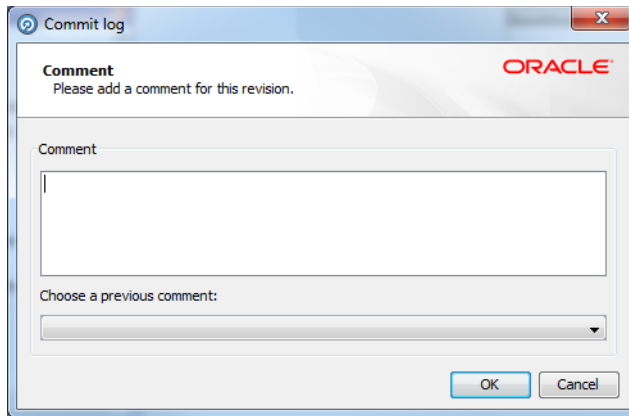 Commit log
Comment
Please add a comment for this revision.
ORACLE
Comment
Choose a previous comment:
OK
Cancel